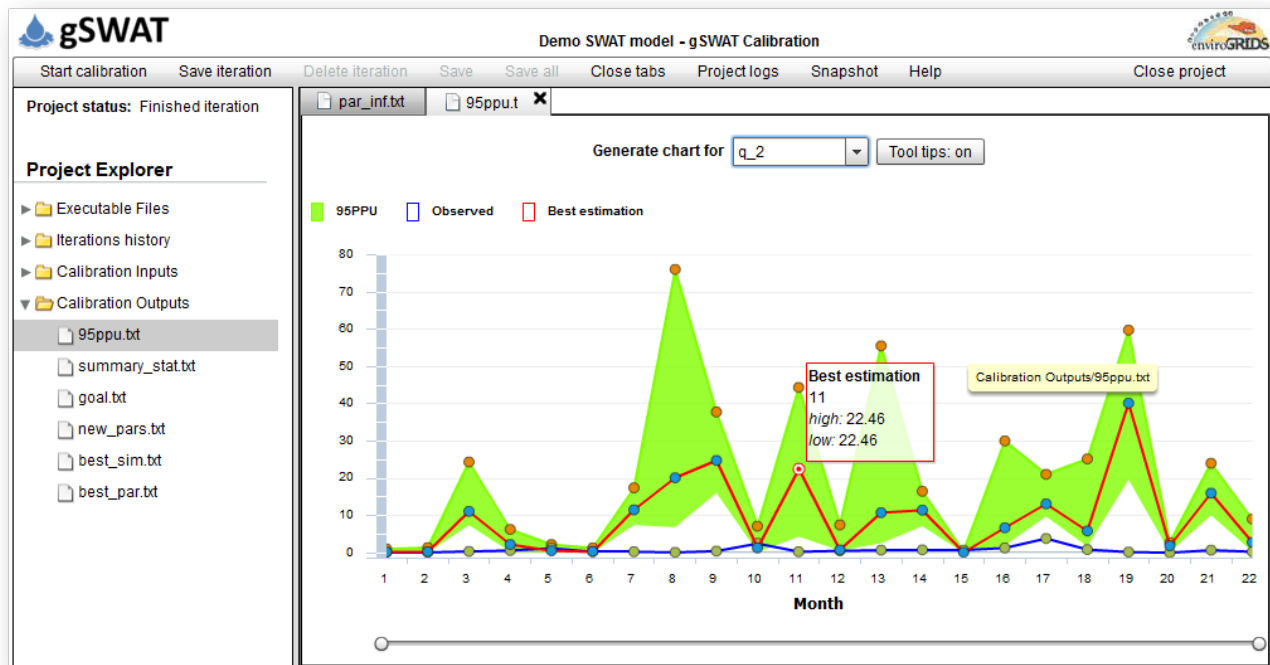 gSWAT
Demo SWAT model - gSWAT Calibration
enviroGRIDS
Start calibration Save iteration Delete iteration Save Save all Close tabs Project logs Snapshot Help Close project
Project status: Finished iteration
par_inf.txt 95ppu.t
Generate chart for q_2 Tool tips: on
Project Explorer
Executable Files
Iterations history
Calibration Inputs
Calibration Outputs
95ppu.txt
summary_stat.txt
goal.txt
new_pars.txt
best_sim.txt
best_par.txt
95PPU Observed Best estimation
80
70
60
50
40
30
20
10
0
Best estimation
11
high: 22.46
low: 22.46
Calibration Outputs/95ppu.txt
1 2 3 4 5 6 7 8 9 10 11 12 13 14 15 16 17 18 19 20 21 22
Month